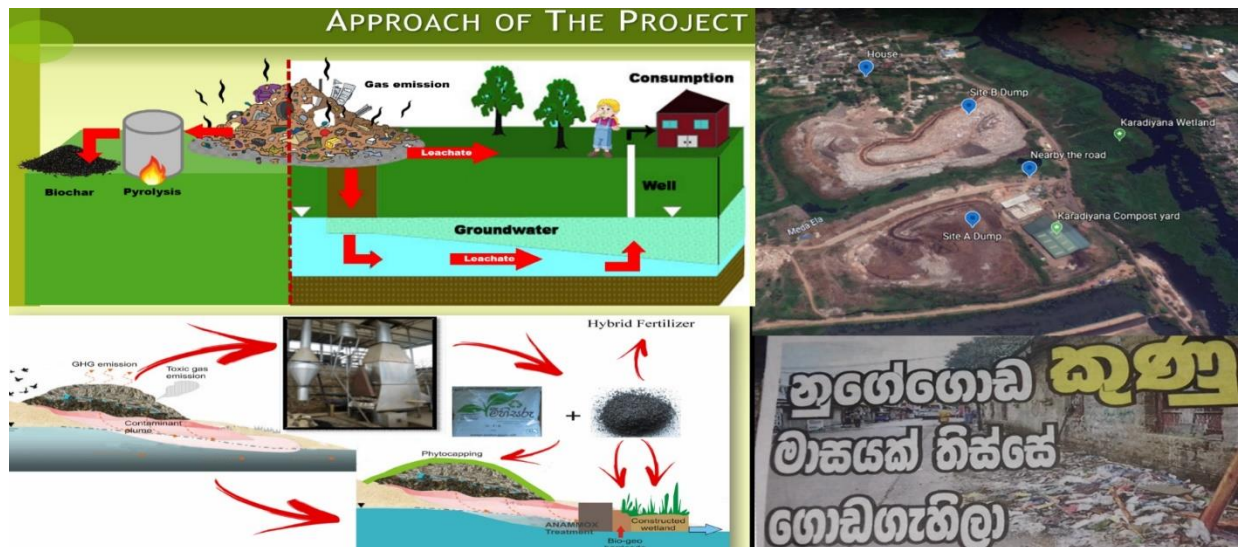 APPROACH OF THE PROJECT
Gas emission
Consumption
Leachate
Biochar
Pyrolysis
Well
Groundwater
Leachate
House
Site B Dump
Karadiyana Wetland
Nearby the road
Mega Ela
Karadiyana Compost yard
Site A Dump
Hybrid Fertilizer
GHG emission
Toxic gas
emission
Contaminant
plume
මිහිසරු
+
Phytocapping
ANAMMOX
Treatment
Constructed
wetland
Bio-geo
නුගේගොඩ කුණු
මාසයක් තිස්සේ
ගොඩගැහිලා